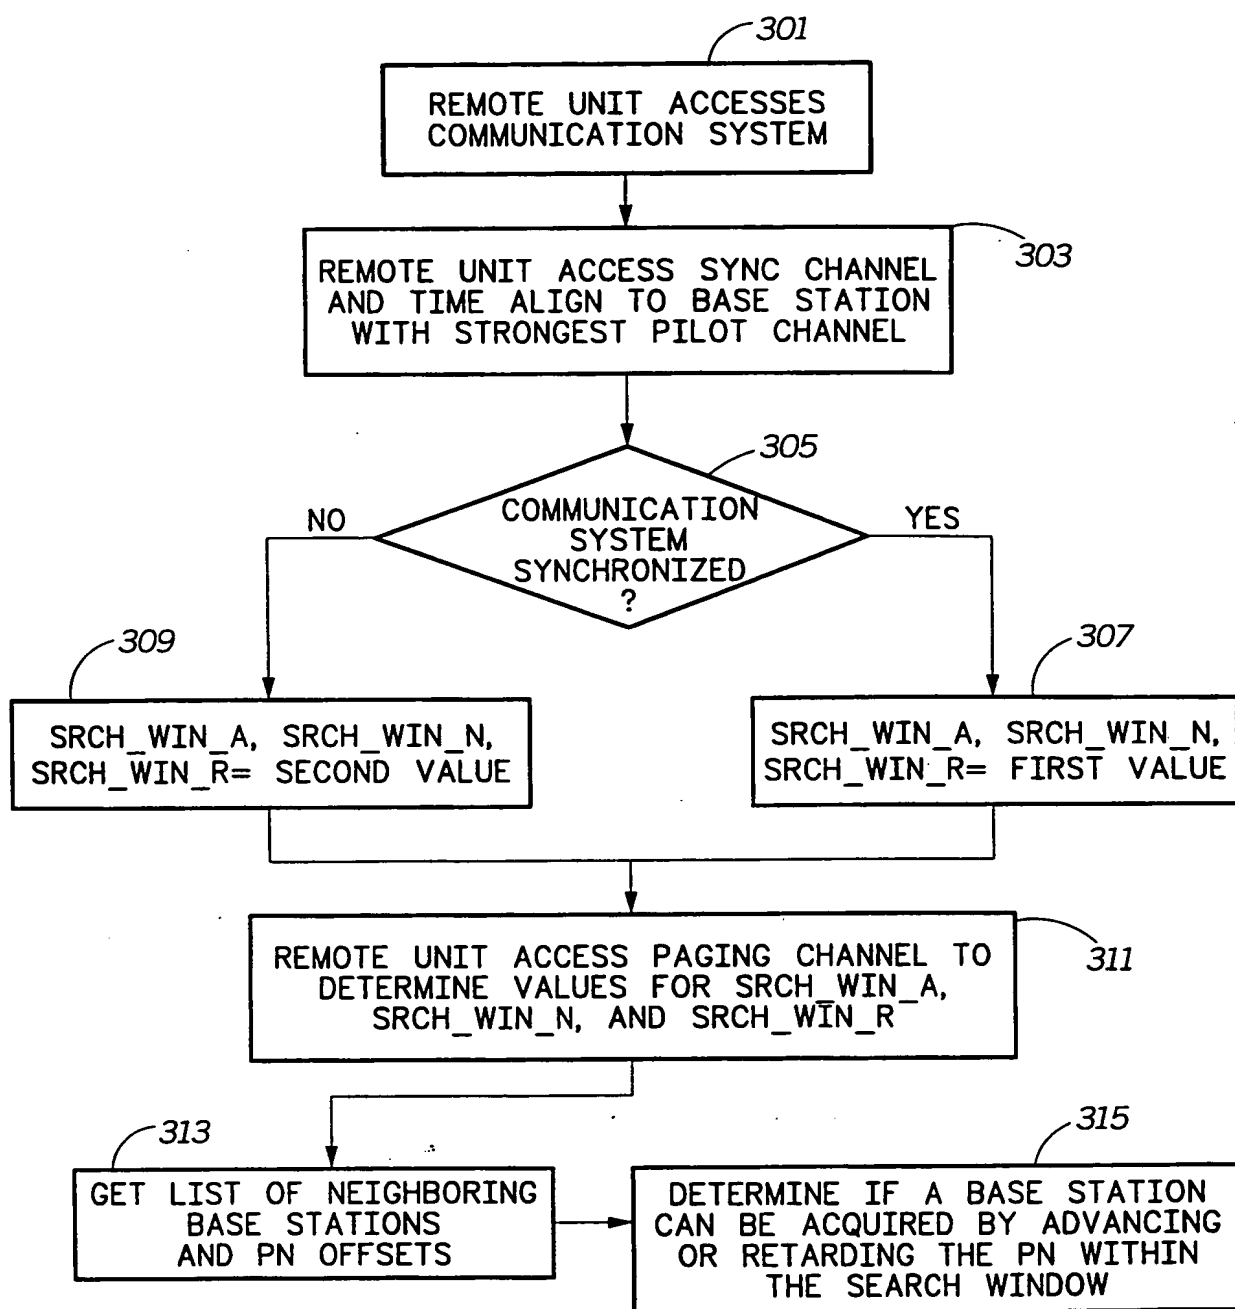 301
REMOTE UNIT ACCESSES
COMMUNICATION SYSTEM
303
REMOTE UNIT ACCESS SYNC CHANNEL
AND TIME ALIGN TO BASE STATION
WITH STRONGEST PILOT CHANNEL
305
COMMUNICATION
SYSTEM
SYNCHRONIZED
?
NO
YES
309
SRCH_WIN_A, SRCH_WIN_N,
SRCH_WIN_R= SECOND VALUE
307
SRCH_WIN_A, SRCH_WIN_N,
SRCH_WIN_R= FIRST VALUE
311
REMOTE UNIT ACCESS PAGING CHANNEL TO
DETERMINE VALUES FOR SRCH_WIN_A,
SRCH_WIN_N, AND SRCH_WIN_R
313
GET LIST OF NEIGHBORING
BASE STATIONS
AND PN OFFSETS
315
DETERMINE IF A BASE STATION
CAN BE ACQUIRED BY ADVANCING
OR RETARDING THE PN WITHIN
THE SEARCH WINDOW